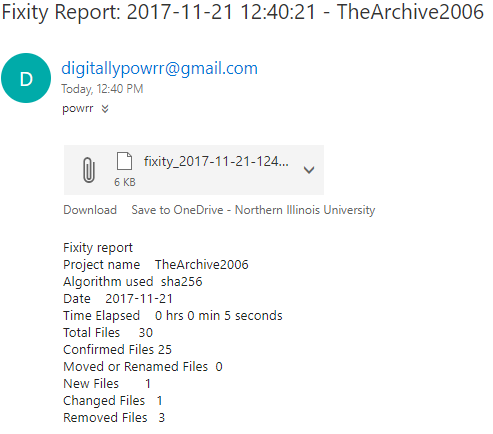 Fixity Report: 2017-11-21 12:40:21 - TheArchive2006
D
digitallypowrr@gmail.com
Today, 12:40 PM
powrr
fixity_2017-11-21-124...
6 KB
Download Save to OneDrive - Northern Illinois University
Fixity report
Project name TheArchive2006
Algorithm used sha256
Date 2017-11-21
Time Elapsed 0 hrs 0 min 5 seconds
Total Files 30
Confirmed Files 25
Moved or Renamed Files 0
New Files 1
Changed Files 1
Removed Files 3